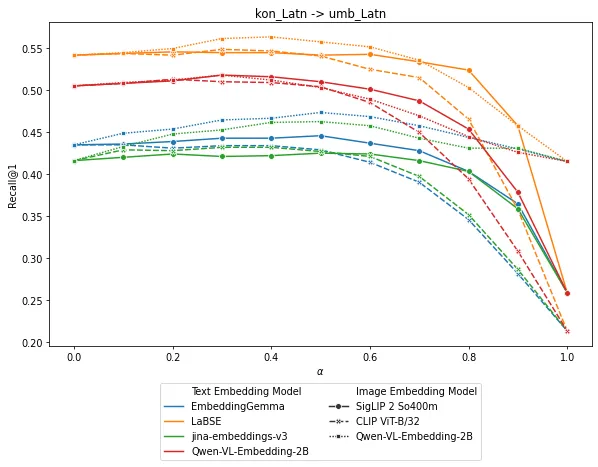 kon_Latn -> umb_Latn
Recall@1
0.55
0.50
0.45
0.40
0.35
0.30
0.25
0.20
0.0
0.2
0.4
0.6
0.8
1.0
α
Text Embedding Model
EmbeddingGemma
LaBSE
jina-embeddings-v3
Qwen-VL-Embedding-2B
Image Embedding Model
SigLIP 2 So400m
CLIP ViT-B/32
Qwen-VL-Embedding-2B